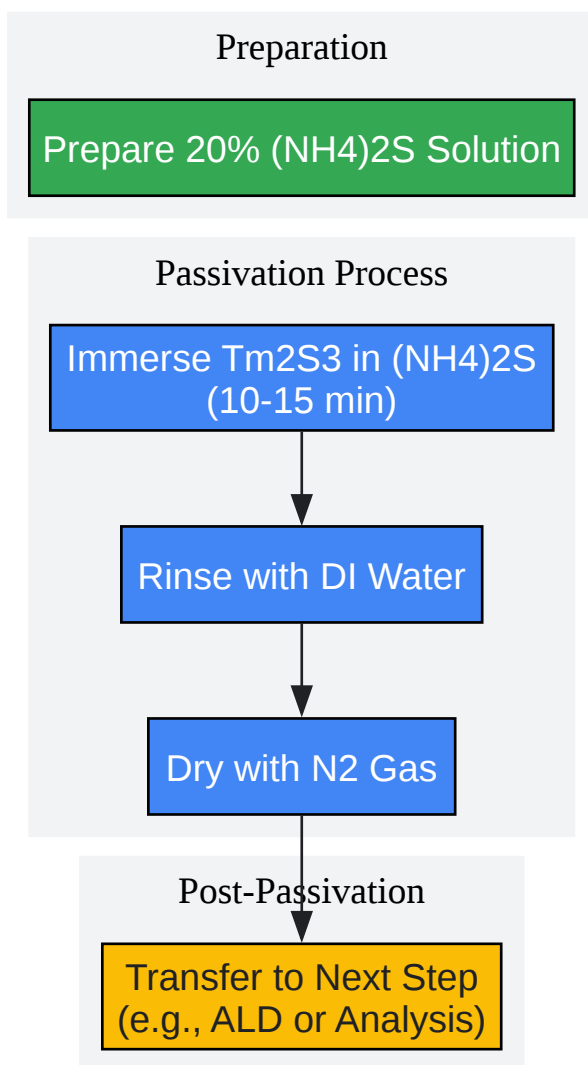 Preparation
Prepare 20% (NH4)2S Solution
Passivation Process
Immerse Tm2S3 in (NH4)2S
(10-15 min)
Rinse with DI Water
Dry with N2 Gas
Post-Passivation
Transfer to Next Step
(e.g., ALD or Analysis)